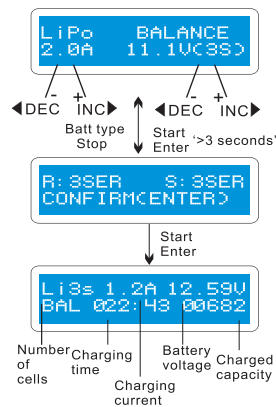 LiPo BALANCE
2.0A 11.1V(3S)
- + - +
◀DEC INC▶ ◀DEC INC▶
Batt type
Stop
Start
Enter '>3 seconds'
R:3SER S:3SER
CONFIRM(ENTER)
Start
Enter
Li3s 1.2A 12.59V
BAL 022:43 00682
Number
of
cells
Charging
time
Charging
current
Battery
voltage
Charged
capacity